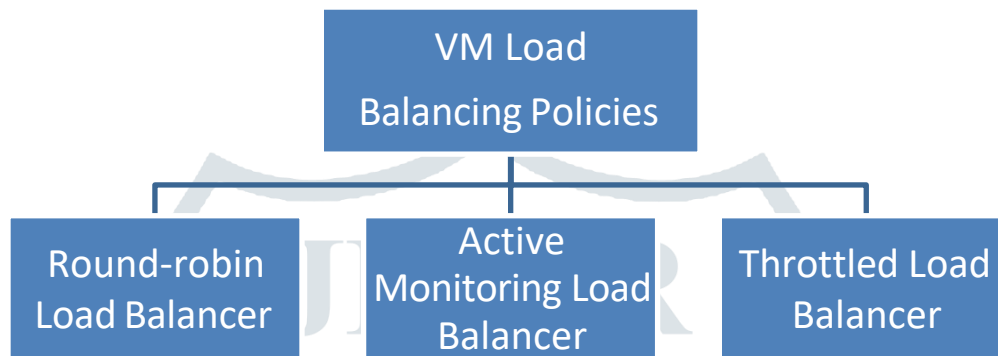 VM Load
Balancing Policies
Round-robin
Load Balancer
Active
Monitoring Load
Balancer
Throttled Load
Balancer